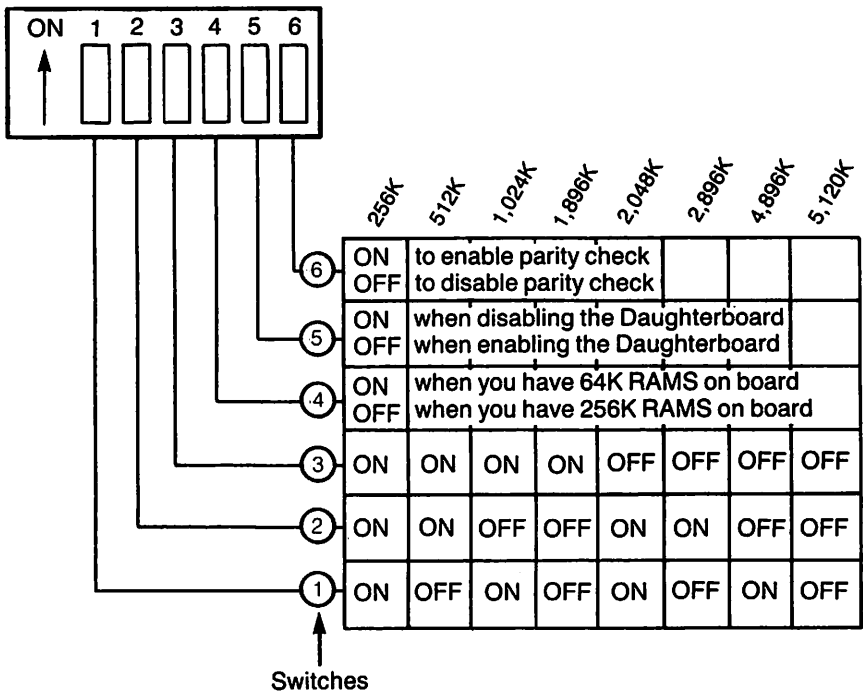 ON 1 2 3 4 5 6
256K 512K 1,024K 1,896K 2,048K 2,896K 4,896K 5,120K
6 ON to enable parity check
OFF to disable parity check
5 ON when disabling the Daughterboard
OFF when enabling the Daughterboard
4 ON when you have 64K RAMS on board
OFF when you have 256K RAMS on board
3 ON ON ON ON OFF OFF OFF OFF
2 ON ON OFF OFF ON ON OFF OFF
1 ON OFF ON OFF ON OFF ON OFF
Switches